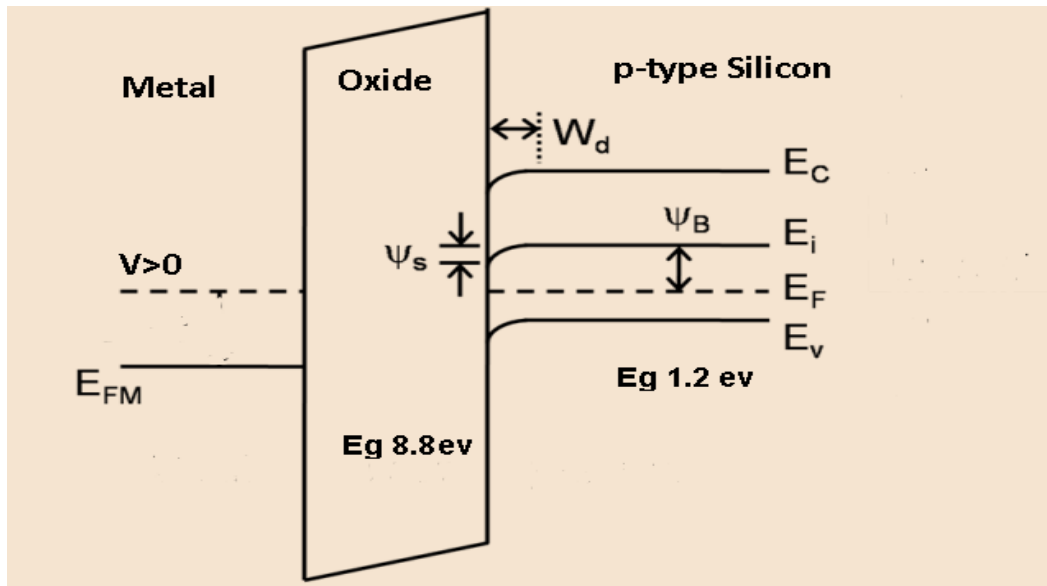 Metal
Oxide
p-type Silicon
W_d
E_C
ψ_B
E_i
ψ_s
V>0
E_F
E_v
E_FM
Eg 1.2 ev
Eg 8.8ev